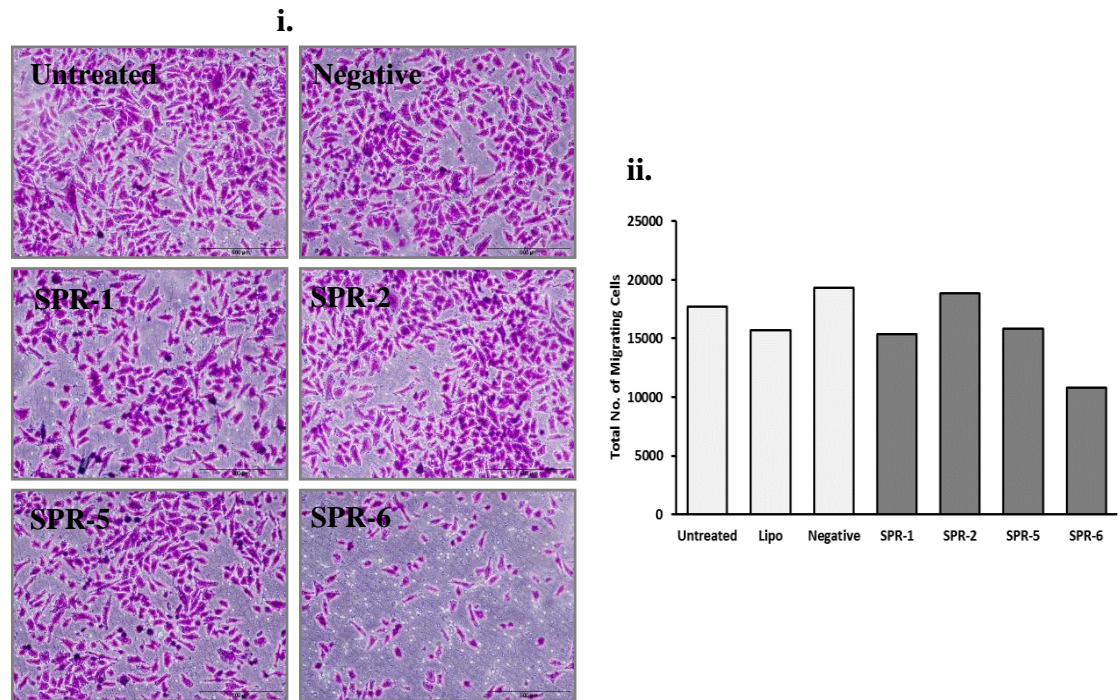 i.
Untreated
Negative
SPR-1
SPR-2
SPR-5
SPR-6
ii.
Total No. of Migrating Cells
25000
20000
15000
10000
5000
0
Untreated Lipo Negative SPR-1 SPR-2 SPR-5 SPR-6